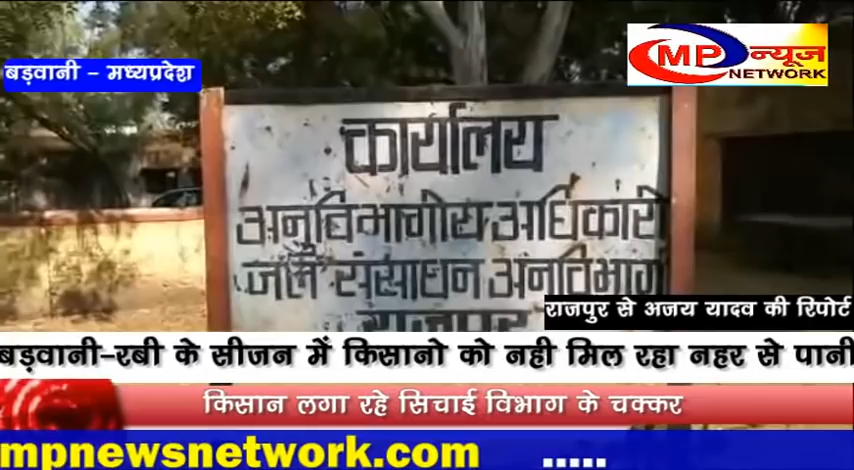 बड़वानी - मध्यप्रदेश
MP न्यूज
NETWORK
कार्यालय
अनुविभागीय अधिकारी
जल संसाधन अनुविभाग
राजपुर
राजपुर से अजय यादव की रिपोर्ट
बड़वानी-रबी के सीजन में किसानो को नही मिल रहा नहर से पानी
किसान लगा रहे सिचाई विभाग के चक्कर
mpnewsnetwork.com .....